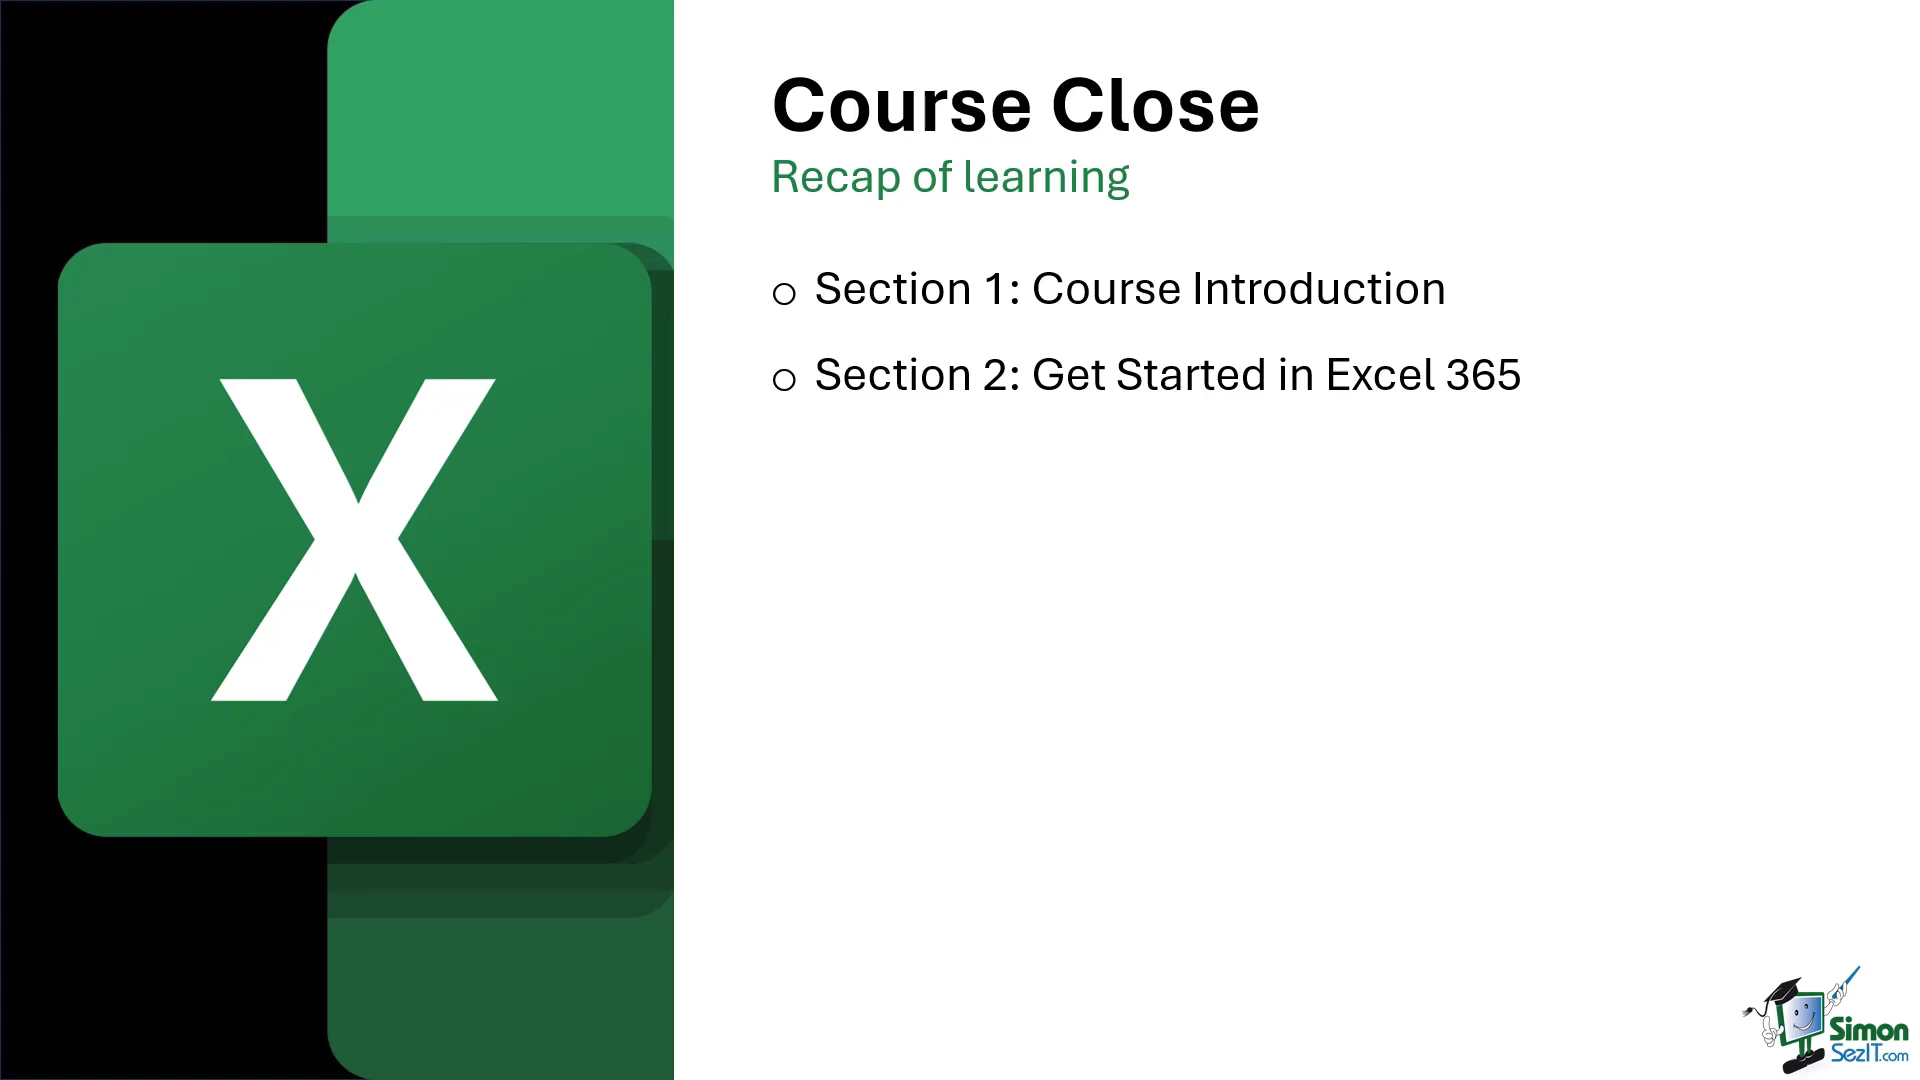 Course Close
Recap of learning
Section 1: Course Introduction
Section 2: Get Started in Excel 365
X
Simon
SezIT.com